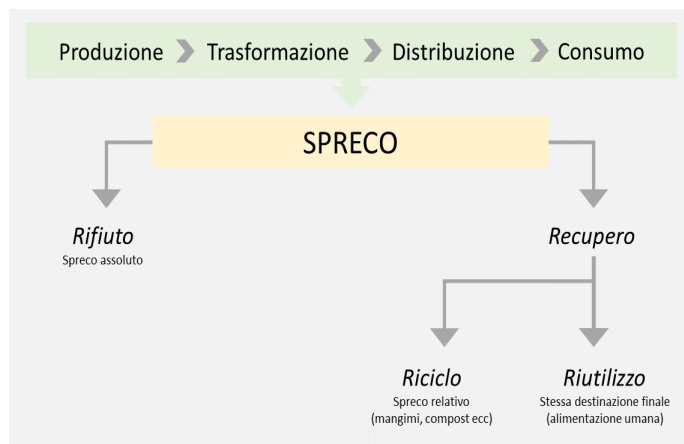 Produzione Trasformazione Distribuzione Consumo
SPRECO
Rifiuto
Spreco assoluto
Recupero
Riciclo
Spreco relativo
(mangimi, compost ecc)
Riutilizzo
Stessa destinazione finale
(alimentazione umana)